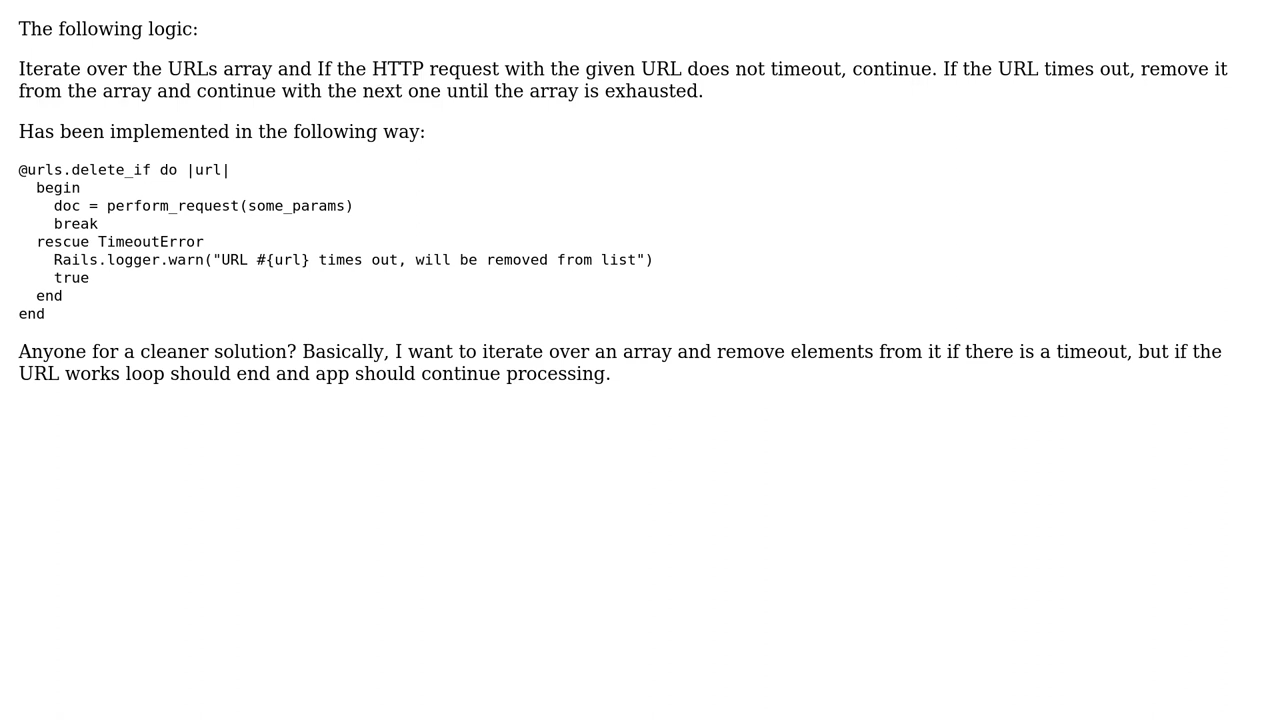 The following logic:
Iterate over the URLs array and If the HTTP request with the given URL does not timeout, continue. If the URL times out, remove it
from the array and continue with the next one until the array is exhausted.
Has been implemented in the following way:
@urls.delete_if do |url|
  begin
    doc = perform_request(some_params)
    break
  rescue TimeoutError
    Rails.logger.warn("URL #{url} times out, will be removed from list")
    true
  end
end
Anyone for a cleaner solution? Basically, I want to iterate over an array and remove elements from it if there is a timeout, but if the
URL works loop should end and app should continue processing.